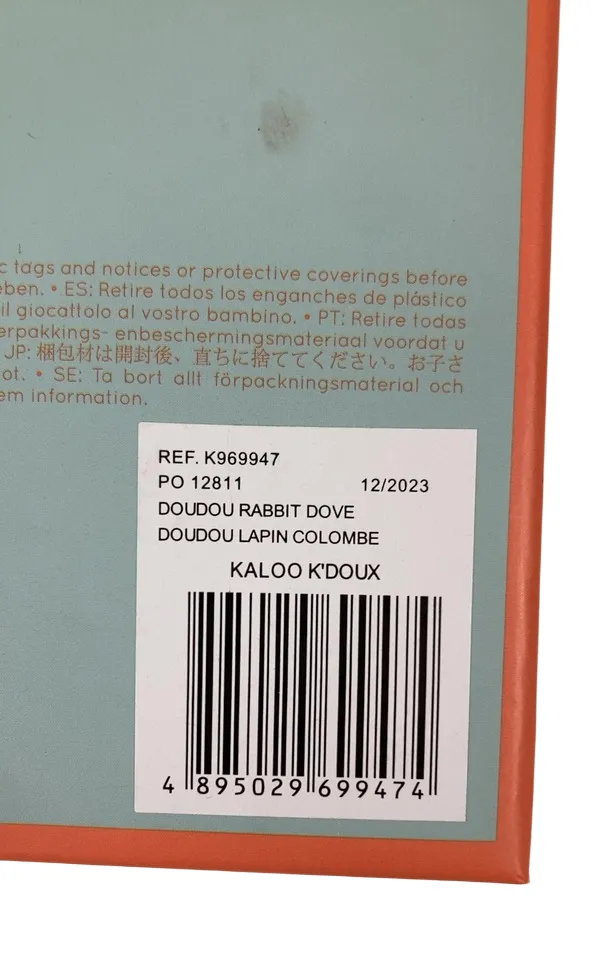 c tags and notices or protective coverings before
eben. • ES: Retire todos los enganches de plástico
il giocattolo al vostro bambino. • PT: Retire todas
erpakkings- enbeschermingsmateriaal voordat u
JP: 梱包材は開封後、直ちに捨ててください。お子さ
ot. • SE: Ta bort allt förpackningsmaterial och
em information.
REF. K969947
PO 12811 12/2023
DOUDOU RABBIT DOVE
DOUDOU LAPIN COLOMBE
KALOO K'DOUX
4 895029 699474